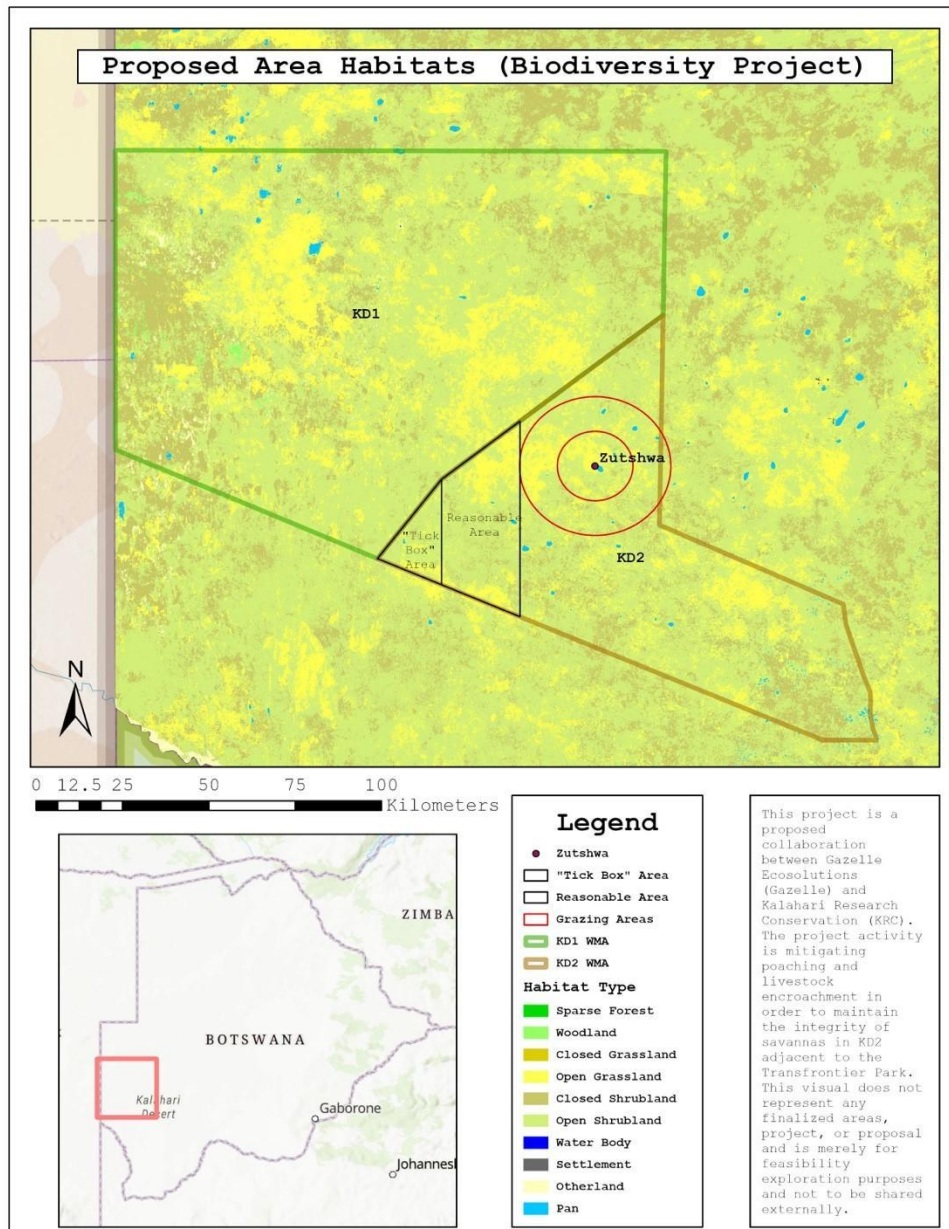 Proposed Area Habitats (Biodiversity Project)
KD1
Zutshwa
Reasonable
Area
"Tick
Box"
Area
KD2
N
0 12.5 25 50 75 100
Kilometers
ZIMBA
BOTSWANA
Kalahari
Desert
Gaborone
Johannesl
Legend
Zutshwa
"Tick Box" Area
Reasonable Area
Grazing Areas
KD1 WMA
KD2 WMA
Habitat Type
Sparse Forest
Woodland
Closed Grassland
Open Grassland
Closed Shrubland
Open Shrubland
Water Body
Settlement
Otherland
Pan
This project is a
proposed
collaboration
between Gazelle
Ecosolutions
(Gazelle) and
Kalahari Research
Conservation (KRC).
The project activity
is mitigating
poaching and
livestock
encroachment in
order to maintain
the integrity of
savannas in KD2
adjacent to the
Transfrontier Park.
This visual does not
represent any
finalized areas,
project, or proposal
and is merely for
feasibility
exploration purposes
and not to be shared
externally.